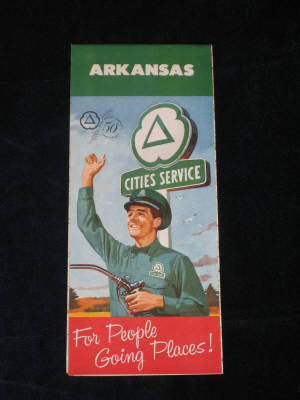 ARKANSAS
50
CITIES SERVICE
For People
Going Places!